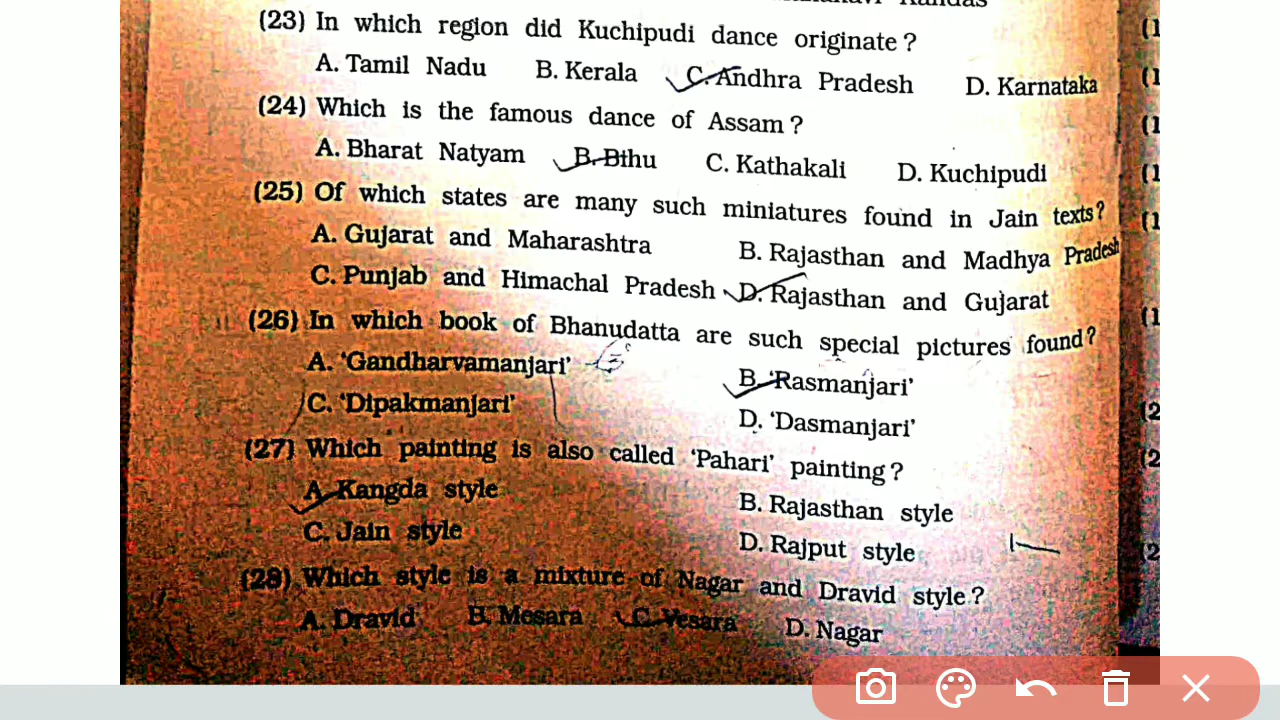 (23) In which region did Kuchipudi dance originate?
A. Tamil Nadu B. Kerala C. Andhra Pradesh D. Karnataka
(24) Which is the famous dance of Assam?
A. Bharat Natyam B. Bihu C. Kathakali D. Kuchipudi
(25) Of which states are many such miniatures found in Jain texts?
A. Gujarat and Maharashtra B. Rajasthan and Madhya Pradesh
C. Punjab and Himachal Pradesh D. Rajasthan and Gujarat
(26) In which book of Bhanudatta are such special pictures found?
A. ‘Gandharvamanjari’ B. ‘Rasmanjari’
C. ‘Dipakmanjari’ D. ‘Dasmanjari’
(27) Which painting is also called ‘Pahari’ painting?
A. Kangda style B. Rajasthan style
C. Jain style D. Rajput style
(28) Which style is a mixture of Nagar and Dravid style?
A. Dravid B. Mesara C. Vesara D. Nagar